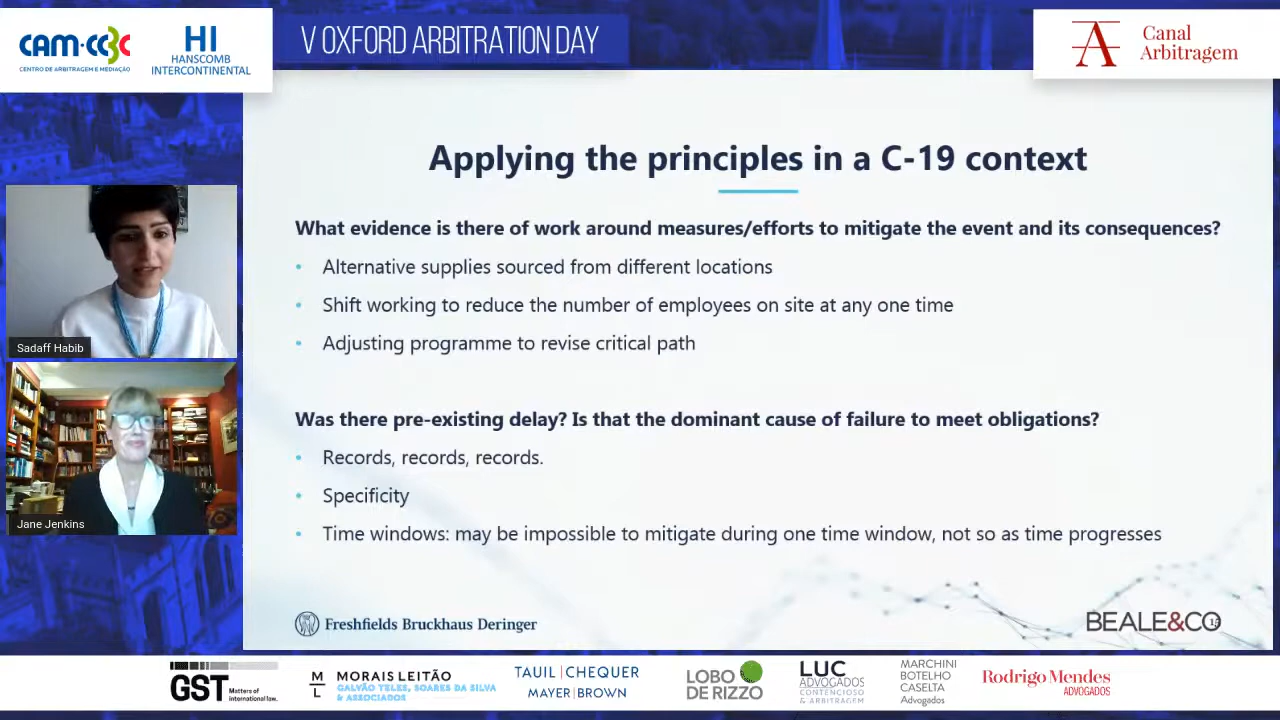 CAM-CCBC
CENTRO DE ARBITRAGEM E MEDIAÇÃO
HI
HANSCOMB
INTERCONTINENTAL
V OXFORD ARBITRATION DAY
A
Canal
Arbitragem
Applying the principles in a C-19 context
What evidence is there of work around measures/efforts to mitigate the event and its consequences?
• Alternative supplies sourced from different locations
• Shift working to reduce the number of employees on site at any one time
• Adjusting programme to revise critical path
Was there pre-existing delay? Is that the dominant cause of failure to meet obligations?
• Records, records, records.
• Specificity
• Time windows: may be impossible to mitigate during one time window, not so as time progresses
Sadaff Habib
Jane Jenkins
Freshfields Bruckhaus Deringer
BEALE&CO
GST
Matters of
international law.
M
L
MORAIS LEITÃO
GALVÃO TELES, SOARES DA SILVA
& ASSOCIADOS
TAUIL | CHEQUER
MAYER | BROWN
LOBO
DE RIZZO
LUC
ADVOGADOS
CONTENCIOSO
& ARBITRAGEM
MARCHINI
BOTELHO
CASELTA
Advogados
Rodrigo Mendes
ADVOGADOS